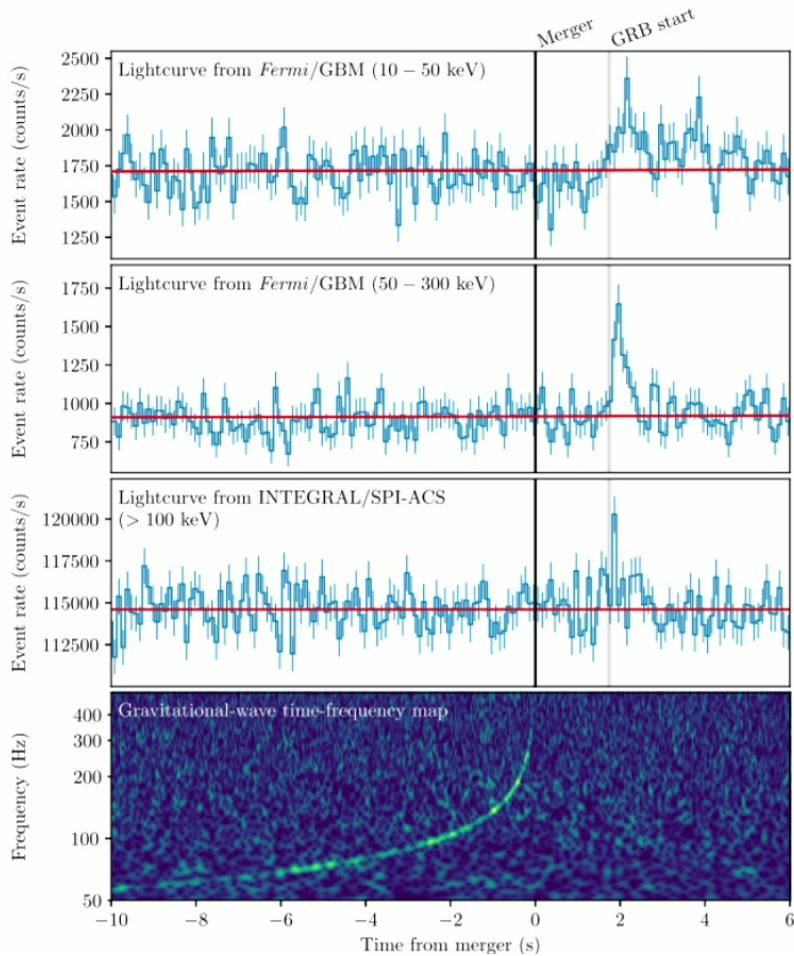 Merger GRB start
2500
Lightcurve from Fermi/GBM (10 − 50 keV)
2250
2000
1750
1500
1250
Event rate (counts/s)
1750
Lightcurve from Fermi/GBM (50 − 300 keV)
1500
1250
1000
750
Event rate (counts/s)
Lightcurve from INTEGRAL/SPI-ACS
(> 100 keV)
120000
117500
115000
112500
Event rate (counts/s)
Gravitational-wave time-frequency map
400
300
200
100
50
Frequency (Hz)
−10 −8 −6 −4 −2 0 2 4 6
Time from merger (s)